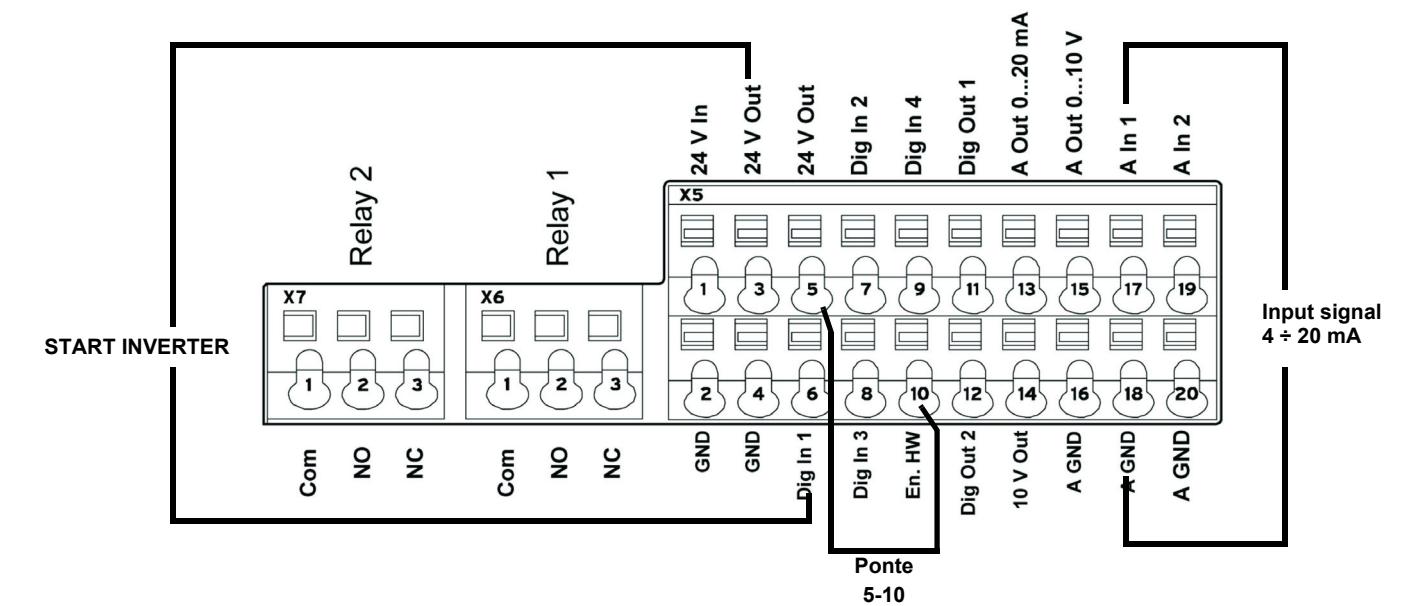 24 V In
24 V Out
24 V Out
Dig In 2
Dig In 4
Dig Out 1
A Out 0...20 mA
A Out 0...10 V
A In 1
A In 2
Relay 2
Relay 1
X5
1
3
5
7
9
11
13
15
17
19
X7
X6
Input signal
4 ÷ 20 mA
START INVERTER
1
2
3
1
2
3
2
4
6
8
10
12
14
16
18
20
Com
NO
NC
Com
NO
NC
GND
GND
Dig In 1
Dig In 3
En. HW
Dig Out 2
10 V Out
A GND
A GND
A GND
Ponte
5-10